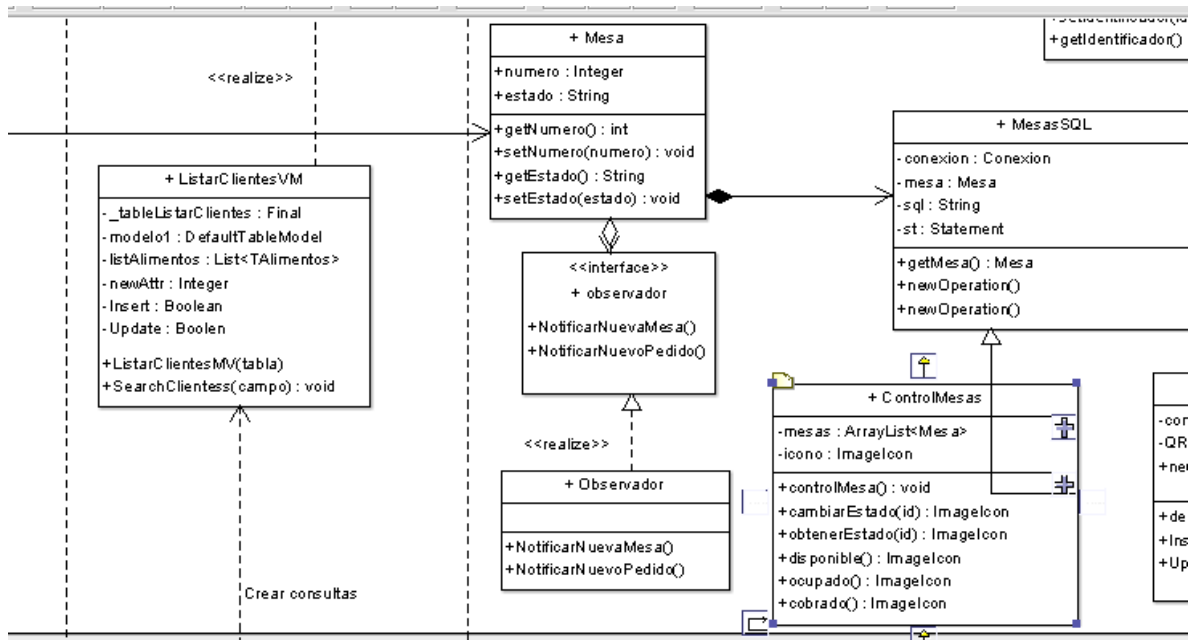 +getIdentificador()
<<realize>>
+ Mesa
+numero : Integer
+estado : String
+getNumero() : int
+setNumero(numero) : void
+getEstado() : String
+setEstado(estado) : void
+ MesasSQL
-conexion : Conexion
-mesa : Mesa
-sql : String
-st : Statement
+getMesa() : Mesa
+newOperation()
+newOperation()
+ ListarClientesVM
-_tableListarClientes : Final
-modelo1 : DefaultTableModel
-listAlimentos : List<TAlimentos>
-newAttr : Integer
-Insert : Boolean
-Update : Boolen
+ListarClientesMV(tabla)
+SearchClientess(campo) : void
<<interface>>
+ observador
+NotificarNuevaMesa()
+NotificarNuevoPedido()
<<realize>>
+ Observador
+NotificarNuevaMesa()
+NotificarNuevoPedido()
+ ControlMesas
-mesas : ArrayList<Mesa>
-icono : ImageIcon
+controlMesa() : void
+cambiarEstado(id) : ImageIcon
+obtenerEstado(id) : ImageIcon
+disponible() : ImageIcon
+ocupado() : ImageIcon
+cobrado() : ImageIcon
-QR
Crear consultas